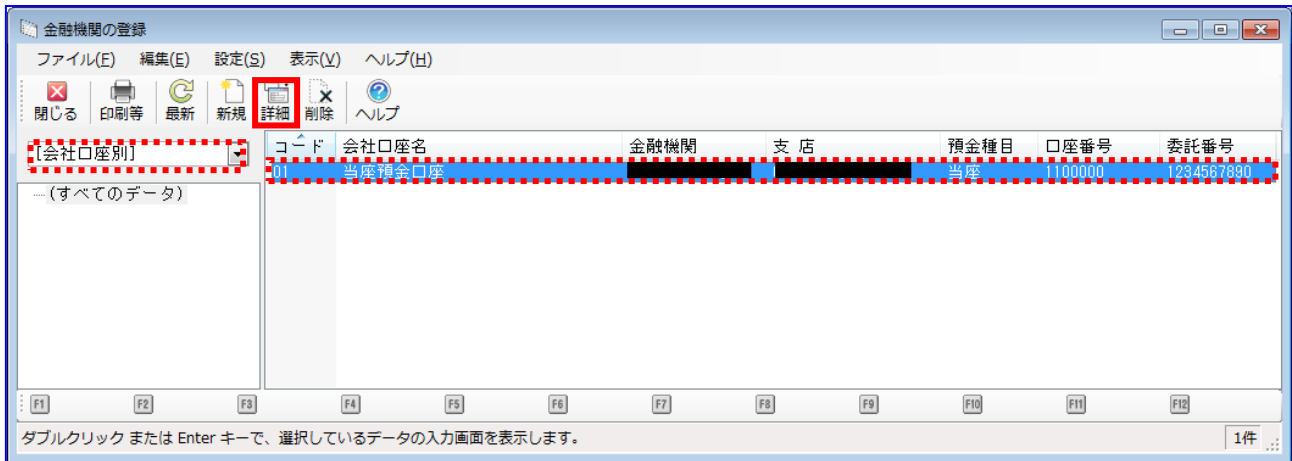 金融機関の登録
ファイル(F) 編集(E) 設定(S) 表示(V) ヘルプ(H)
閉じる 印刷等 最新 新規 詳細 削除 ヘルプ
[会社口座別]
(すべてのデータ)
コード 会社口座名 金融機関 支 店 預金種目 口座番号 委託番号
01 当座預金口座 当座 1100000 1234567890
F1 F2 F3 F4 F5 F6 F7 F8 F9 F10 F11 F12
ダブルクリック または Enter キーで、選択しているデータの入力画面を表示します。 1件